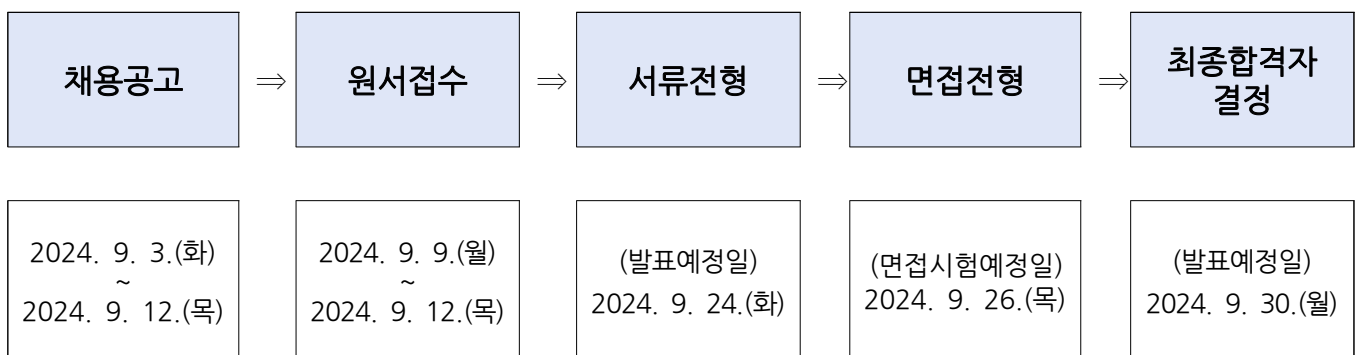 채용공고 ⇒ 원서접수 ⇒ 서류전형 ⇒ 면접전형 ⇒ 최종합격자
결정
2024. 9. 3.(화)
~
2024. 9. 12.(목)
2024. 9. 9.(월)
~
2024. 9. 12.(목)
(발표예정일)
2024. 9. 24.(화)
(면접시험예정일)
2024. 9. 26.(목)
(발표예정일)
2024. 9. 30.(월)